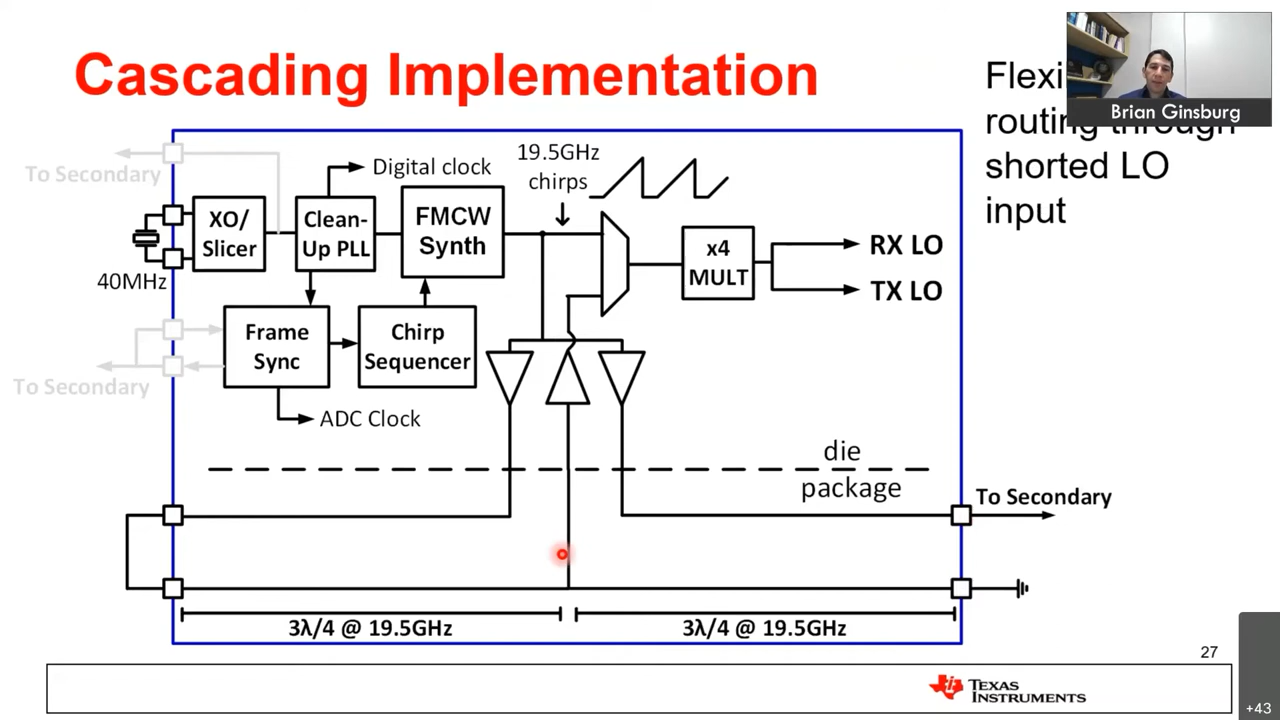 Cascading Implementation
Flexi
routing through
shorted LO
input
Brian Ginsburg
To Secondary
Digital clock
19.5GHz
chirps
XO/
Slicer
Clean-
Up PLL
FMCW
Synth
x4
MULT
RX LO
TX LO
40MHz
Frame
Sync
Chirp
Sequencer
To Secondary
ADC Clock
die
package
To Secondary
3λ/4 @ 19.5GHz
3λ/4 @ 19.5GHz
27
TEXAS
INSTRUMENTS
+43